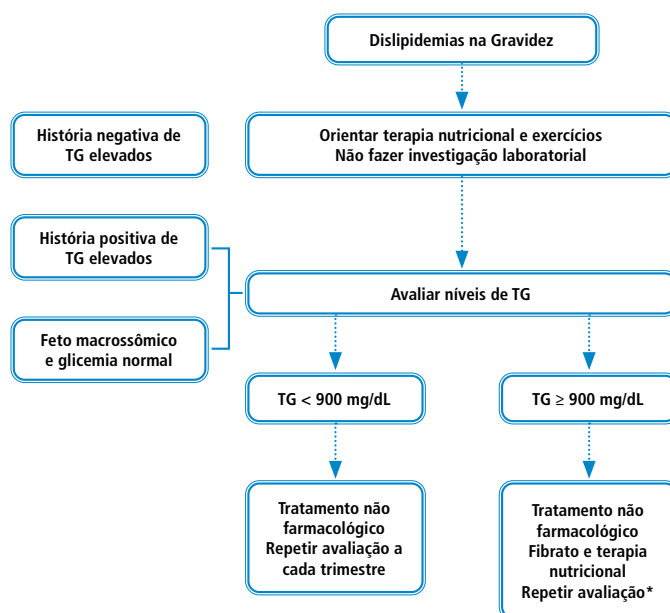 Dislipidemias na Gravidez
História negativa de
TG elevados
Orientar terapia nutricional e exercícios
Não fazer investigação laboratorial
História positiva de
TG elevados
Avaliar níveis de TG
Feto macrossômico
e glicemia normal
TG < 900 mg/dL
TG ≥ 900 mg/dL
Tratamento não
farmacológico
Repetir avaliação a
cada trimestre
Tratamento não
farmacológico
Fibrato e terapia
nutricional
Repetir avaliação*